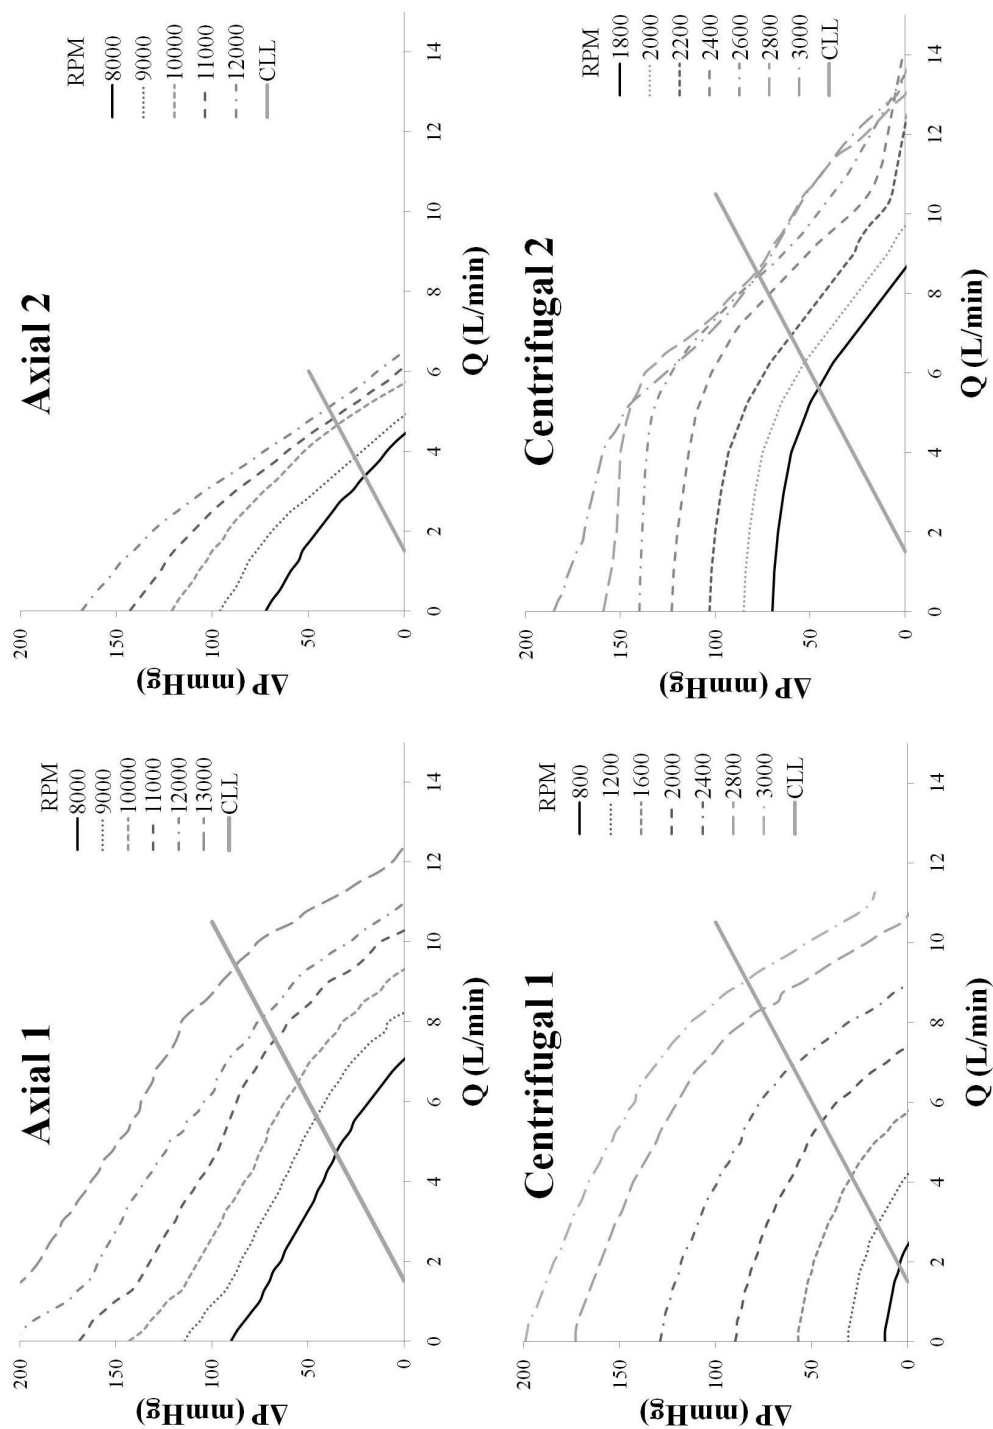 Axial 1
ΔP (mmHg)
200
150
100
50
0
0 2 4 6 8 10 12 14
Q (L/min)
RPM
8000
9000
10000
11000
12000
13000
CLL
Axial 2
ΔP (mmHg)
200
150
100
50
0
0 2 4 6 8 10 12 14
Q (L/min)
RPM
8000
9000
10000
11000
12000
CLL
Centrifugal 1
ΔP (mmHg)
200
150
100
50
0
0 2 4 6 8 10 12 14
Q (L/min)
RPM
800
1200
1600
2000
2400
2800
3000
CLL
Centrifugal 2
ΔP (mmHg)
200
150
100
50
0
0 2 4 6 8 10 12 14
Q (L/min)
RPM
1800
2000
2200
2400
2600
2800
3000
CLL